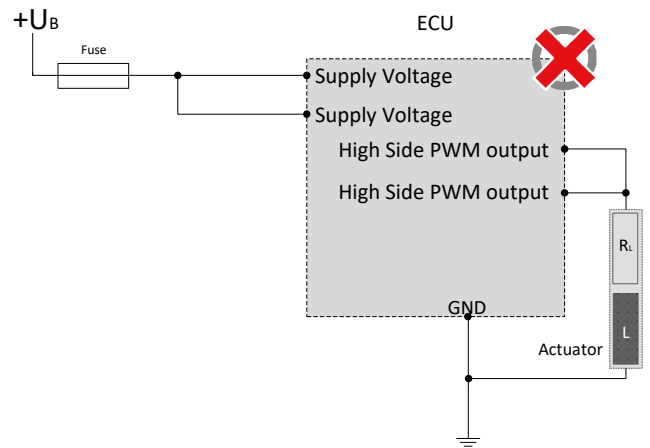 +UB
ECU
Fuse
Supply Voltage
Supply Voltage
High Side PWM output
High Side PWM output
RL
GND
L
Actuator